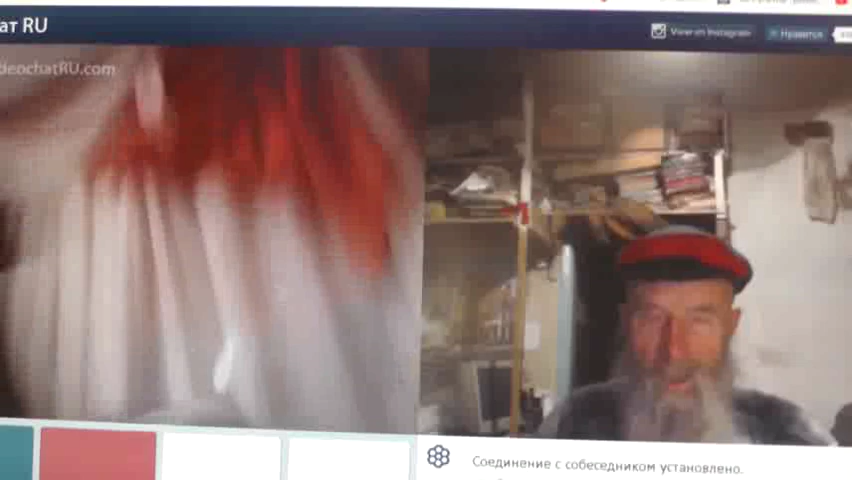 ат RU
View on Instagram
Нравится
deochatRU.com
Соединение с собеседником установлено.